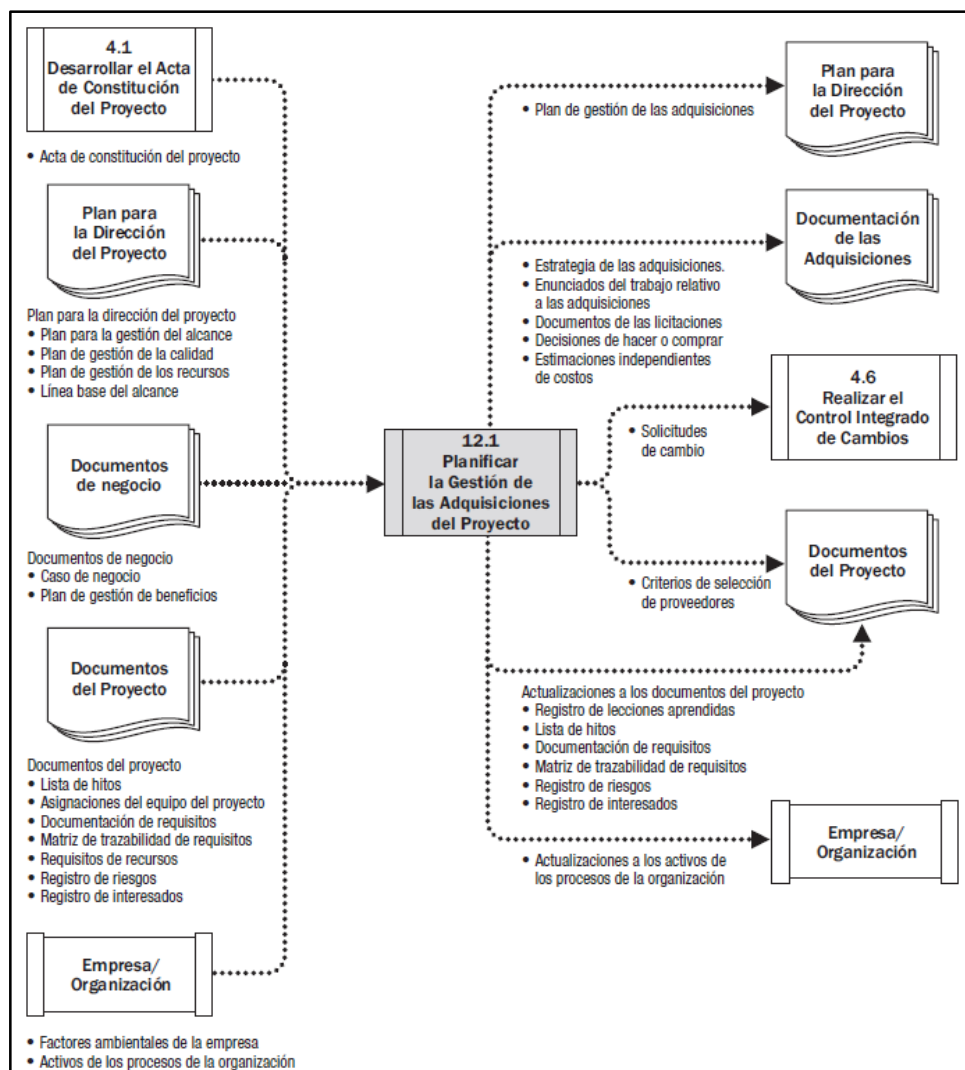 4.1
Desarrollar el Acta
de Constitución
del Proyecto
• Acta de constitución del proyecto
Plan para
la Dirección
del Proyecto
Plan para la dirección del proyecto
• Plan para la gestión del alcance
• Plan de gestión de la calidad
• Plan de gestión de los recursos
• Línea base del alcance
Documentos
de negocio
Documentos de negocio
• Caso de negocio
• Plan de gestión de beneficios
Documentos
del Proyecto
Documentos del proyecto
• Lista de hitos
• Asignaciones del equipo del proyecto
• Documentación de requisitos
• Matriz de trazabilidad de requisitos
• Requisitos de recursos
• Registro de riesgos
• Registro de interesados
Empresa/
Organización
• Factores ambientales de la empresa
• Activos de los procesos de la organización
12.1
Planificar
la Gestión de
las Adquisiciones
del Proyecto
• Plan de gestión de las adquisiciones
Plan para
la Dirección
del Proyecto
• Estrategia de las adquisiciones.
• Enunciados del trabajo relativo
a las adquisiciones
• Documentos de las licitaciones
• Decisiones de hacer o comprar
• Estimaciones independientes
de costos
Documentación
de las
Adquisiciones
• Solicitudes
de cambio
4.6
Realizar el
Control Integrado
de Cambios
• Criterios de selección
de proveedores
Documentos
del Proyecto
Actualizaciones a los documentos del proyecto
• Registro de lecciones aprendidas
• Lista de hitos
• Documentación de requisitos
• Matriz de trazabilidad de requisitos
• Registro de riesgos
• Registro de interesados
• Actualizaciones a los activos de
los procesos de la organización
Empresa/
Organización